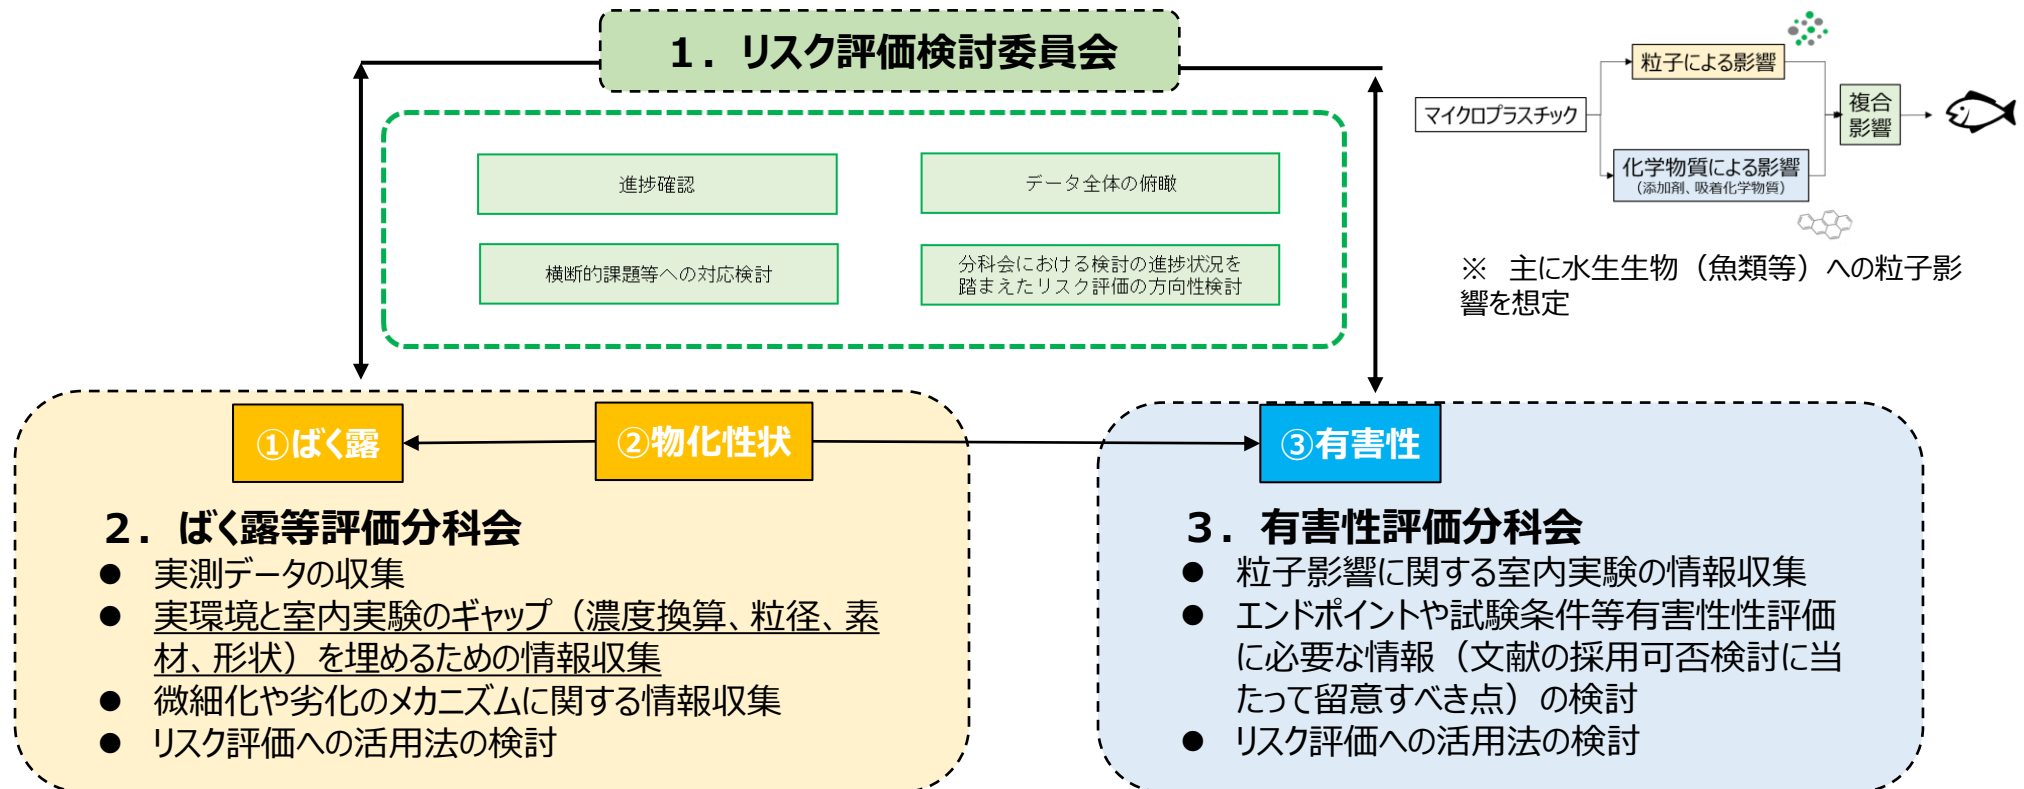 １．リスク評価検討委員会
進捗確認
データ全体の俯瞰
横断的課題等への対応検討
分科会における検討の進捗状況を
踏まえたリスク評価の方向性検討
マイクロプラスチック
粒子による影響
化学物質による影響
（添加剤、吸着化学物質）
複合
影響
※　主に水生生物（魚類等）への粒子影
響を想定
①ばく露
②物化性状
③有害性
２．ばく露等評価分科会
● 実測データの収集
● 実環境と室内実験のギャップ（濃度換算、粒径、素
材、形状）を埋めるための情報収集
● 微細化や劣化のメカニズムに関する情報収集
● リスク評価への活用法の検討
３．有害性評価分科会
● 粒子影響に関する室内実験の情報収集
● エンドポイントや試験条件等有害性性評価
に必要な情報（文献の採用可否検討に当
たって留意すべき点）の検討
● リスク評価への活用法の検討